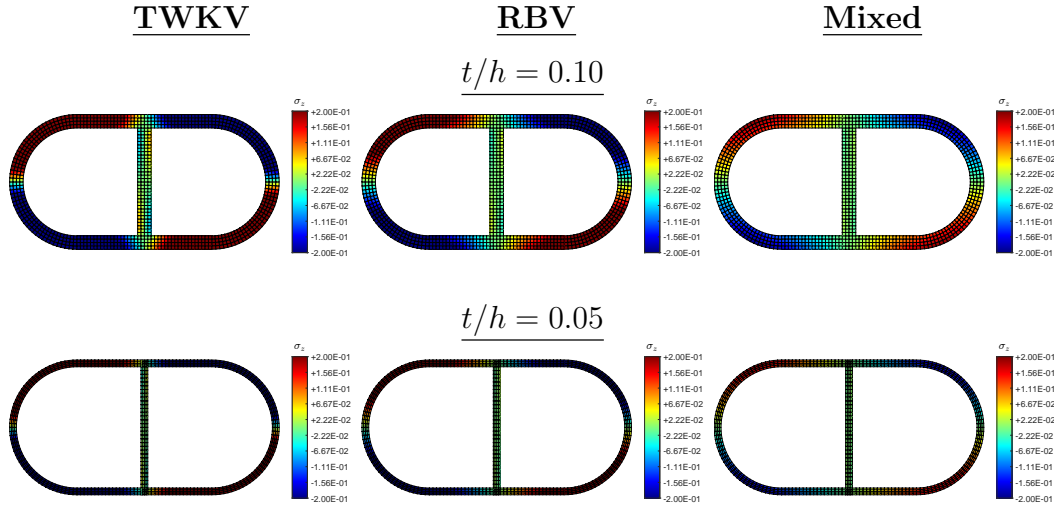 TWKV RBV Mixed
t/h = 0.10
σz σz σz
+2.00E-01 +2.00E-01 +2.00E-01
+1.56E-01 +1.56E-01 +1.56E-01
+1.11E-01 +1.11E-01 +1.11E-01
+6.67E-02 +6.67E-02 +6.67E-02
+2.22E-02 +2.22E-02 +2.22E-02
-2.22E-02 -2.22E-02 -2.22E-02
-6.67E-02 -6.67E-02 -6.67E-02
-1.11E-01 -1.11E-01 -1.11E-01
-1.56E-01 -1.56E-01 -1.56E-01
-2.00E-01 -2.00E-01 -2.00E-01
t/h = 0.05
σz σz σz
+2.00E-01 +2.00E-01 +2.00E-01
+1.56E-01 +1.56E-01 +1.56E-01
+1.11E-01 +1.11E-01 +1.11E-01
+6.67E-02 +6.67E-02 +6.67E-02
+2.22E-02 +2.22E-02 +2.22E-02
-2.22E-02 -2.22E-02 -2.22E-02
-6.67E-02 -6.67E-02 -6.67E-02
-1.11E-01 -1.11E-01 -1.11E-01
-1.56E-01 -1.56E-01 -1.56E-01
-2.00E-01 -2.00E-01 -2.00E-01